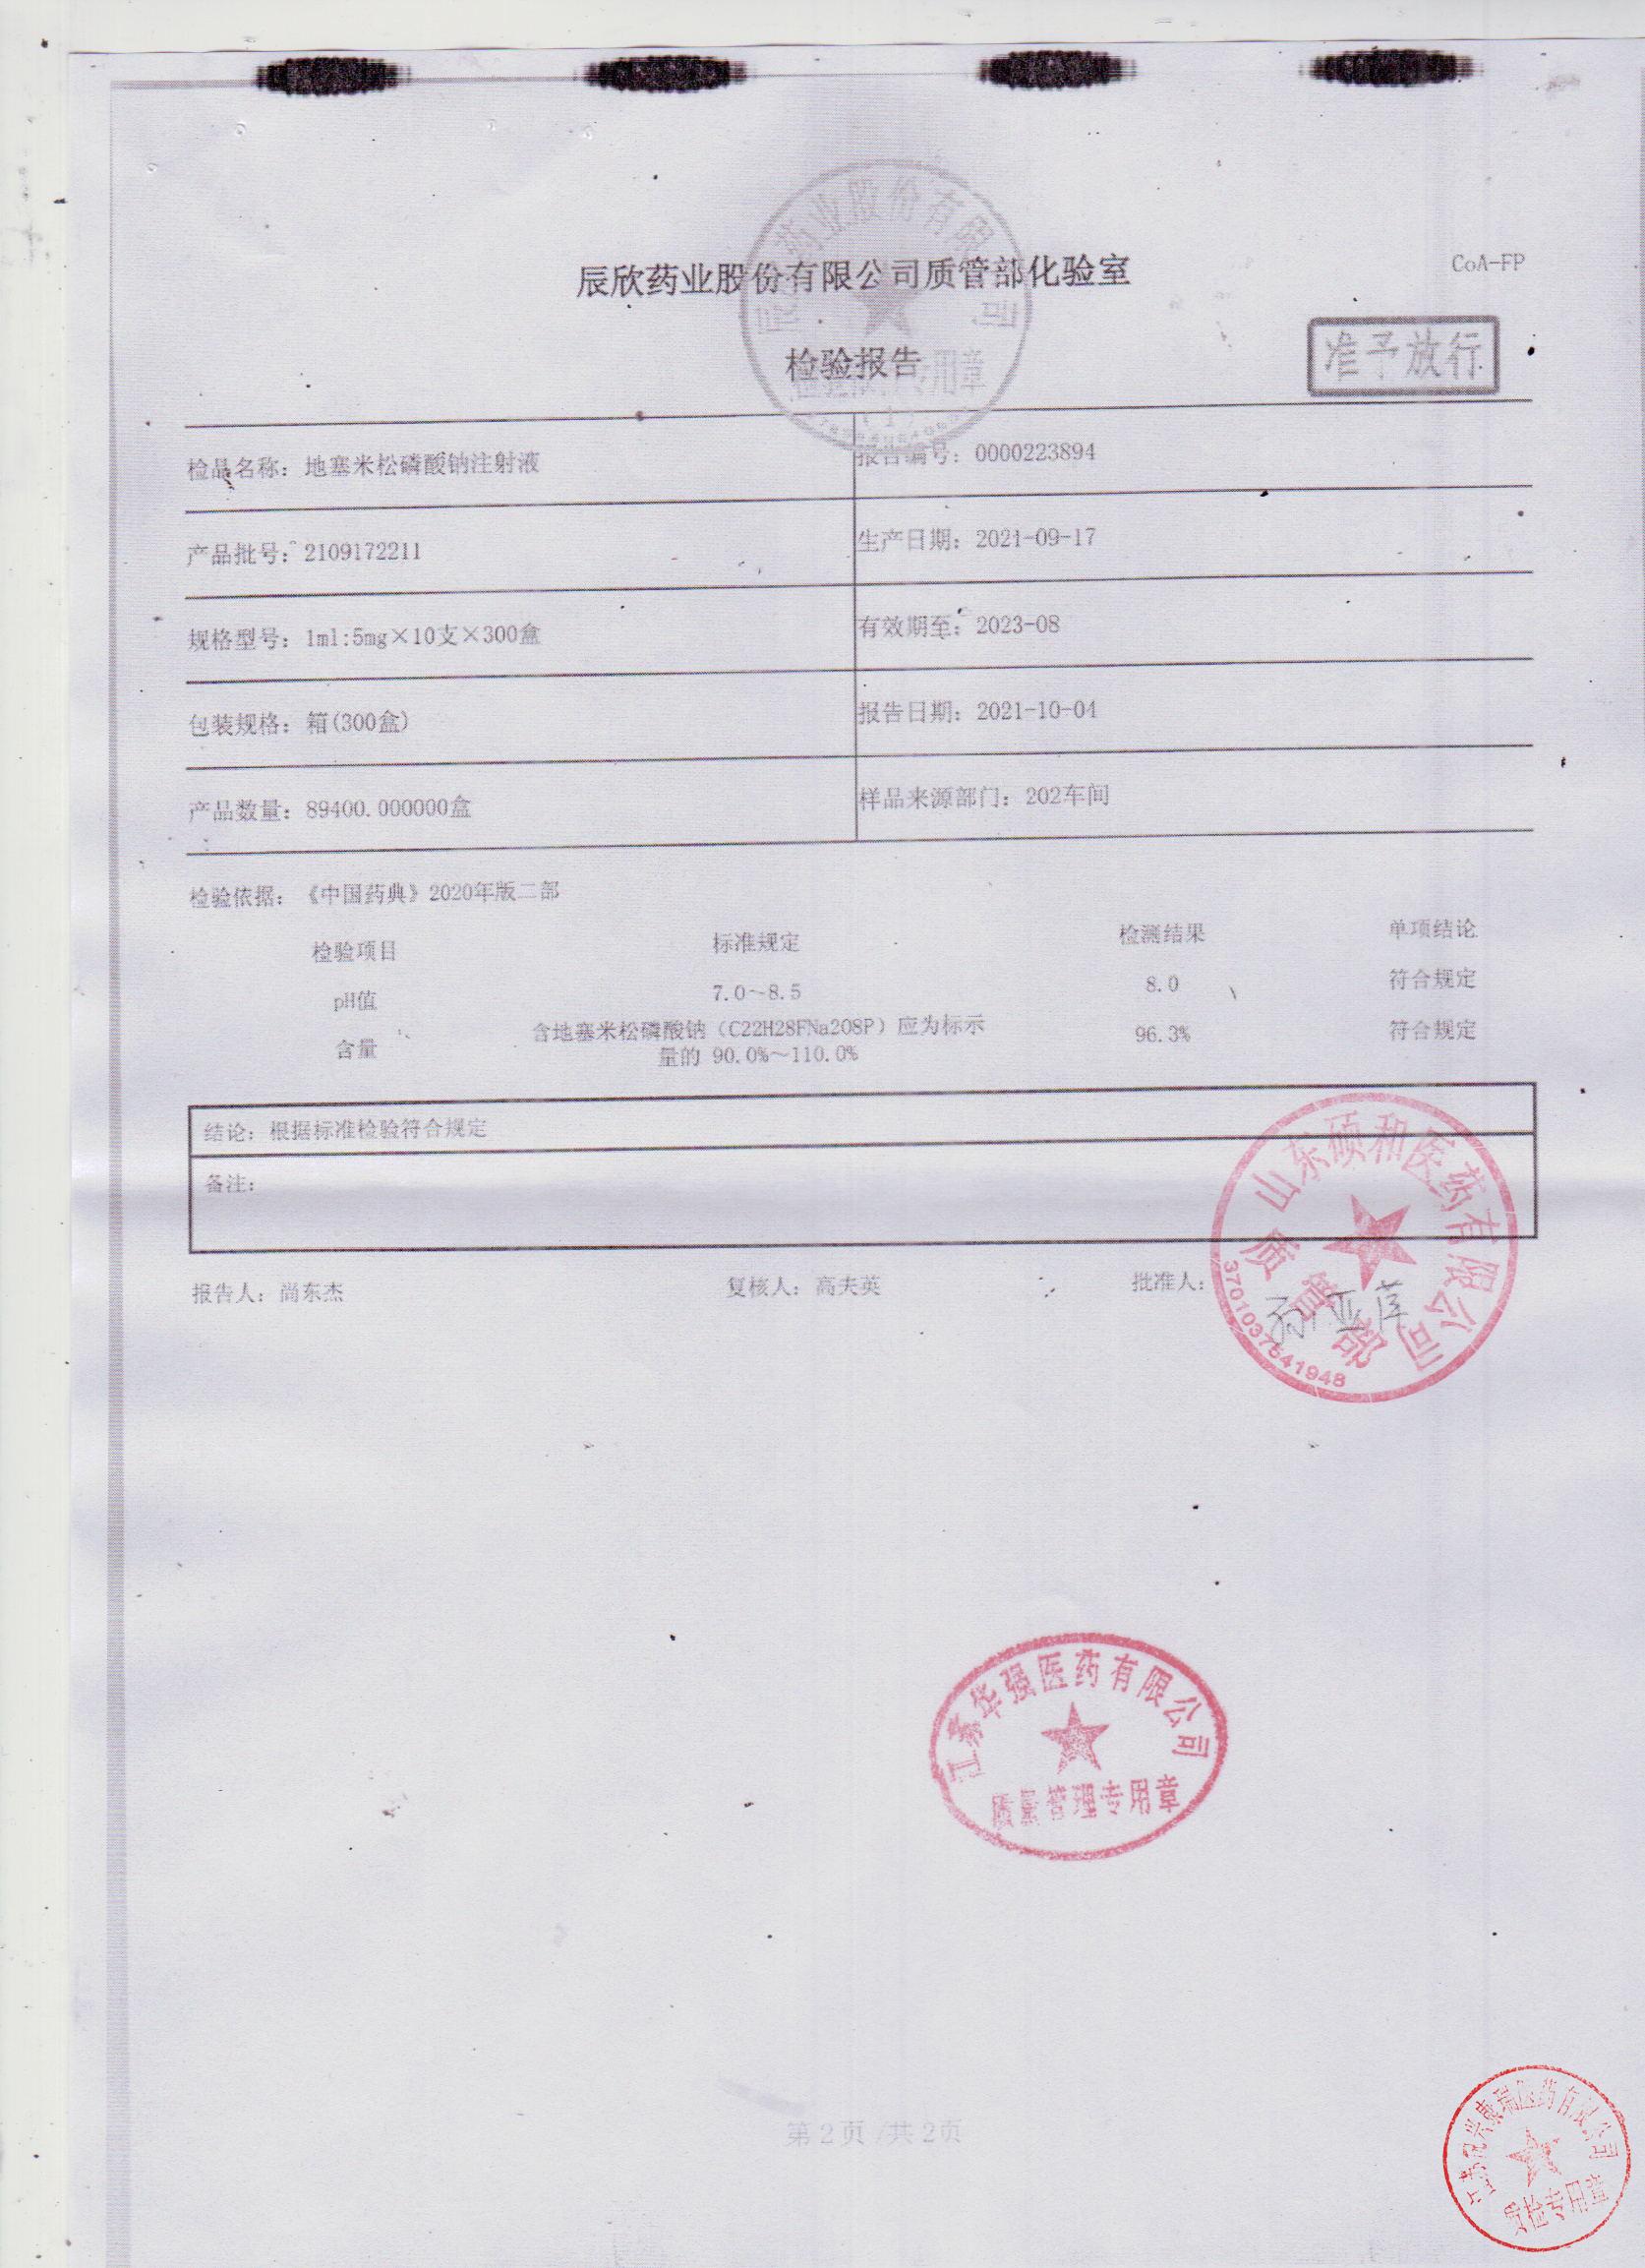 辰欣药业股份有限公司质管部化验室
CoA-FP
检验报告
准予放行
检品名称：地塞米松磷酸钠注射液
报告编号：0000223894
产品批号：2109172211
生产日期：2021-09-17
规格型号：1ml:5mg×10支×300盒
有效期至：2023-08
包装规格：箱(300盒)
报告日期：2021-10-04
产品数量：89400.000000盒
样品来源部门：202车间
检验依据：《中国药典》2020年版二部
检验项目 标准规定 检测结果 单项结论
pH值 7.0～8.5 8.0 符合规定
含量 含地塞米松磷酸钠（C22H28FNa2O8P）应为标示 96.3% 符合规定
量的 90.0%～110.0%
结论：根据标准检验符合规定
备注：
报告人：尚东杰 复核人：高夫英 批准人：
山东硕和医药有限公司
质管部
3701037541948
江苏华强医药有限公司
质量管理专用章
第2页/共2页